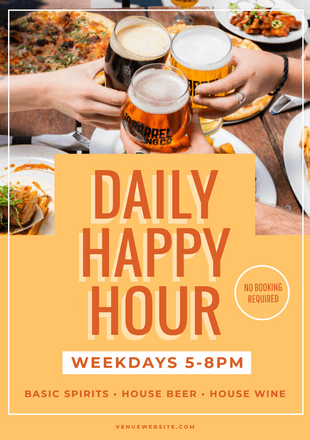 DAILY
HAPPY
HOUR
NO BOOKING
REQUIRED
WEEKDAYS 5-8PM
BASIC SPIRITS • HOUSE BEER • HOUSE WINE
VENUEWEBSITE.COM